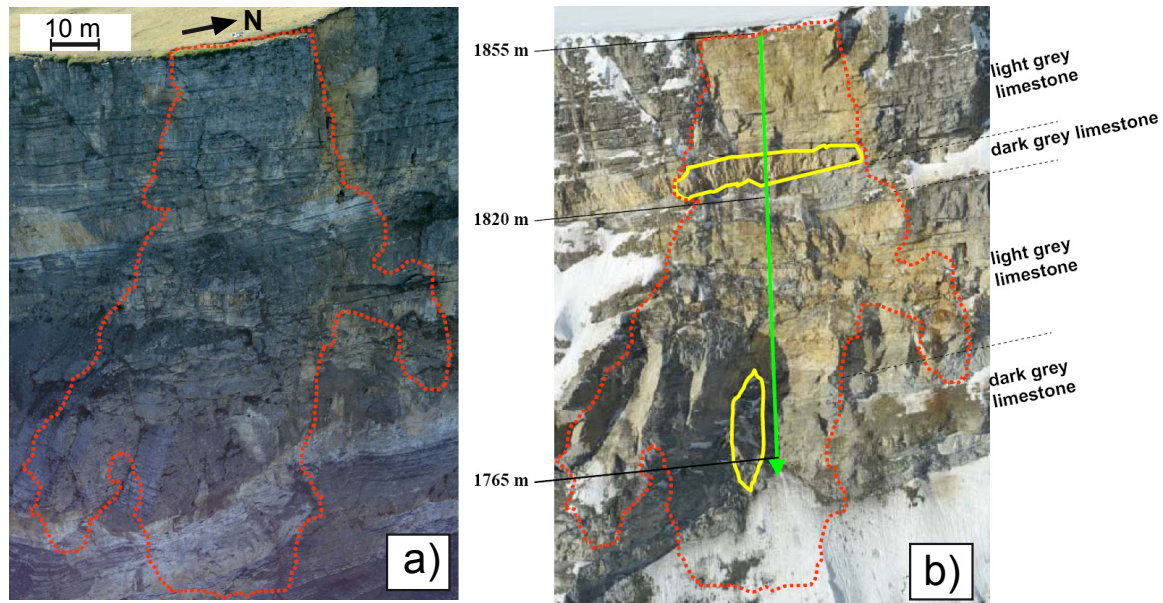 10 m
N
a)
1855 m
1820 m
1765 m
light grey
limestone
dark grey limestone
light grey
limestone
dark grey
limestone
b)